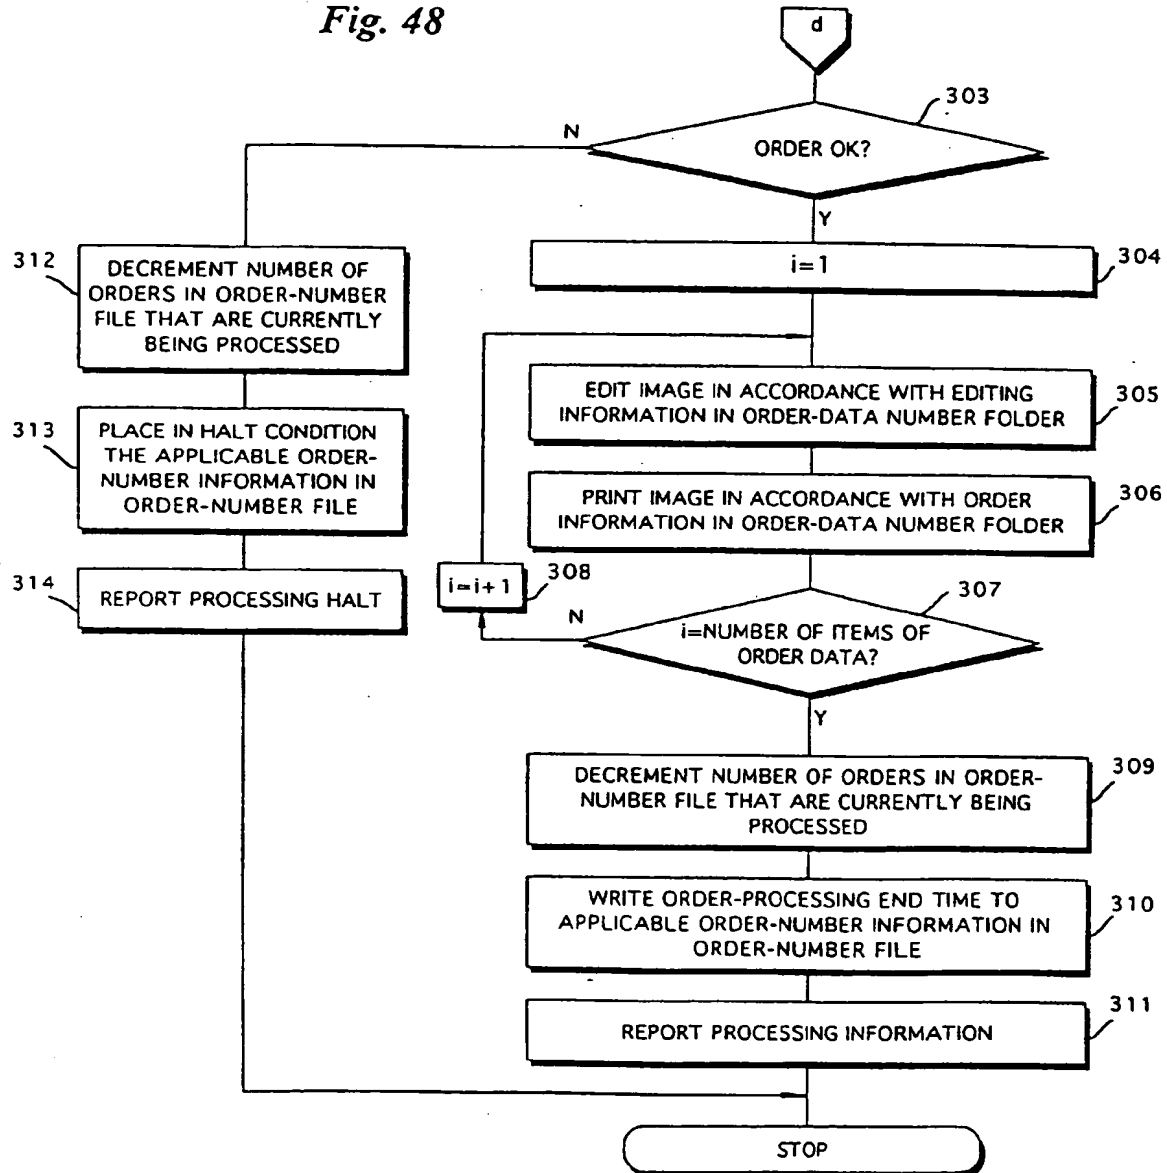 Fig. 48
d
303
N
ORDER OK?
Y
312
DECREMENT NUMBER OF
ORDERS IN ORDER-NUMBER
FILE THAT ARE CURRENTLY
BEING PROCESSED
i=1
304
EDIT IMAGE IN ACCORDANCE WITH EDITING
INFORMATION IN ORDER-DATA NUMBER FOLDER
305
313
PLACE IN HALT CONDITION
THE APPLICABLE ORDER-
NUMBER INFORMATION IN
ORDER-NUMBER FILE
PRINT IMAGE IN ACCORDANCE WITH ORDER
INFORMATION IN ORDER-DATA NUMBER FOLDER
306
314
REPORT PROCESSING HALT
i=i+1
308
307
N
i=NUMBER OF ITEMS OF
ORDER DATA?
Y
DECREMENT NUMBER OF ORDERS IN ORDER-
NUMBER FILE THAT ARE CURRENTLY BEING
PROCESSED
309
WRITE ORDER-PROCESSING END TIME TO
APPLICABLE ORDER-NUMBER INFORMATION IN
ORDER-NUMBER FILE
310
REPORT PROCESSING INFORMATION
311
STOP